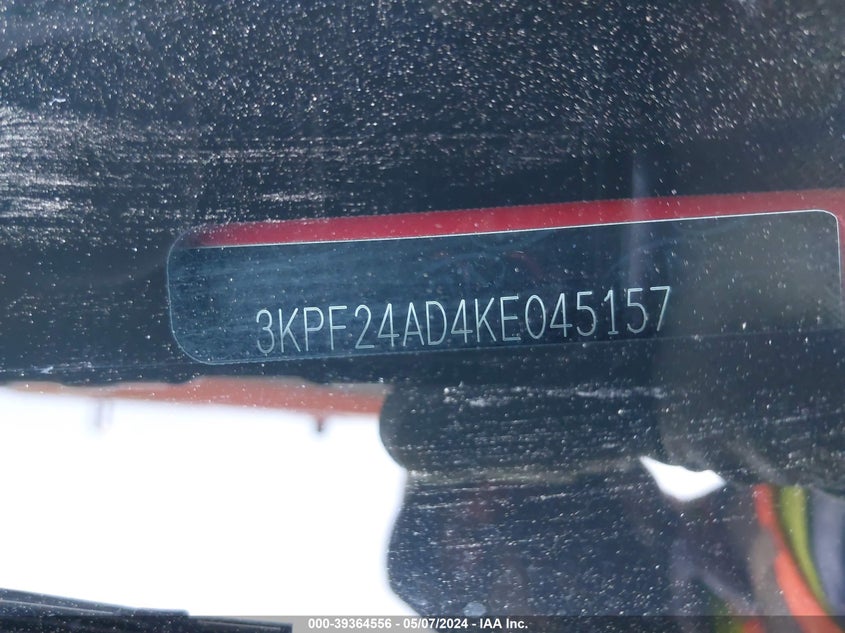 3KPF24AD4KE045157
000-39364556 | 05/07/2024 - IAA Inc.